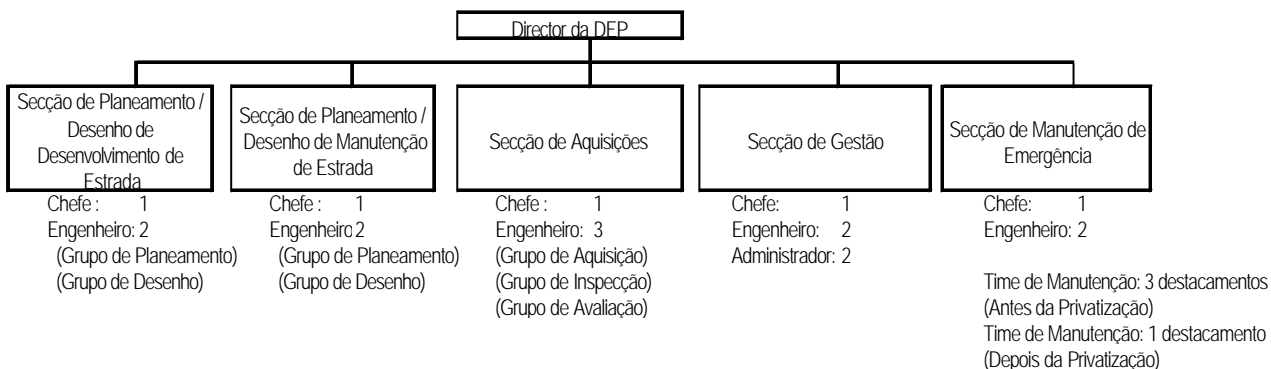 Director da DEP
Secção de Planeamento /
Desenho de
Desenvolvimento de
Estrada
Chefe : 1
Engenheiro: 2
(Grupo de Planeamento)
(Grupo de Desenho)
Secção de Planeamento /
Desenho de Manutenção
de Estrada
Chefe : 1
Engenheiro 2
(Grupo de Planeamento)
(Grupo de Desenho)
Secção de Aquisições
Chefe : 1
Engenheiro: 3
(Grupo de Aquisição)
(Grupo de Inspecção)
(Grupo de Avaliação)
Secção de Gestão
Chefe: 1
Engenheiro: 2
Administrador: 2
Secção de Manutenção de
Emergência
Chefe: 1
Engenheiro: 2
Time de Manutenção: 3 destacamentos
(Antes da Privatização)
Time de Manutenção: 1 destacamento
(Depois da Privatização)